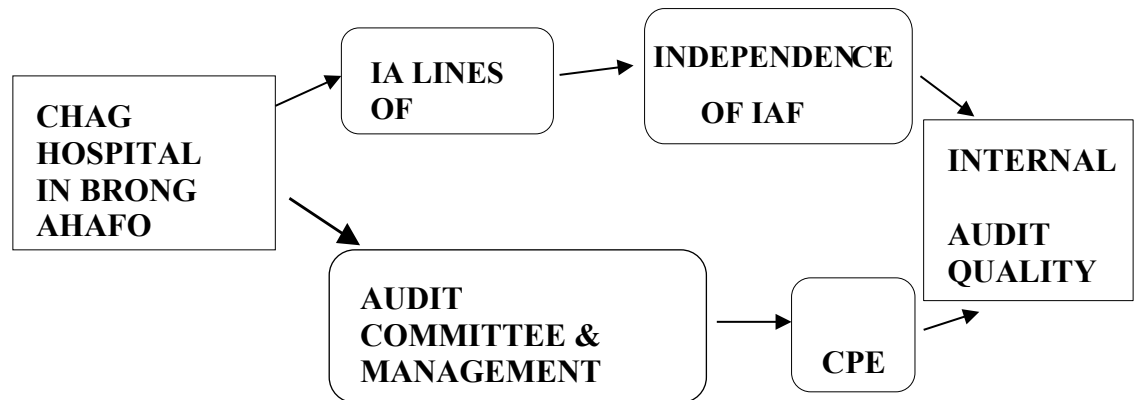 CHAG
HOSPITAL
IN BRONG
AHAFO
IA LINES
OF
INDEPENDENCE
OF IAF
AUDIT
COMMITTEE &
MANAGEMENT
CPE
INTERNAL
AUDIT
QUALITY